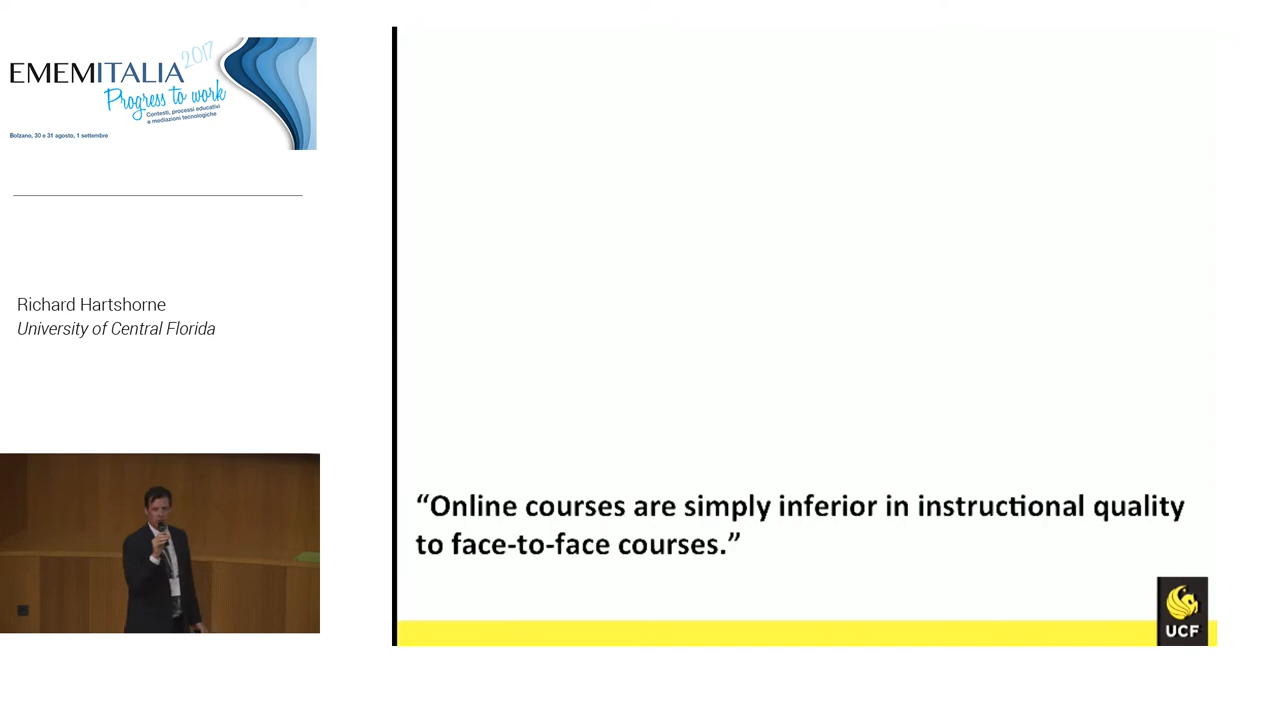 EMEMITALIA 2017
Progress to work
Contesti, processi educativi
e mediazioni tecnologiche
Bolzano, 30 e 31 agosto, 1 settembre
Richard Hartshorne
University of Central Florida
“Online courses are simply inferior in instructional quality
to face-to-face courses.”
UCF